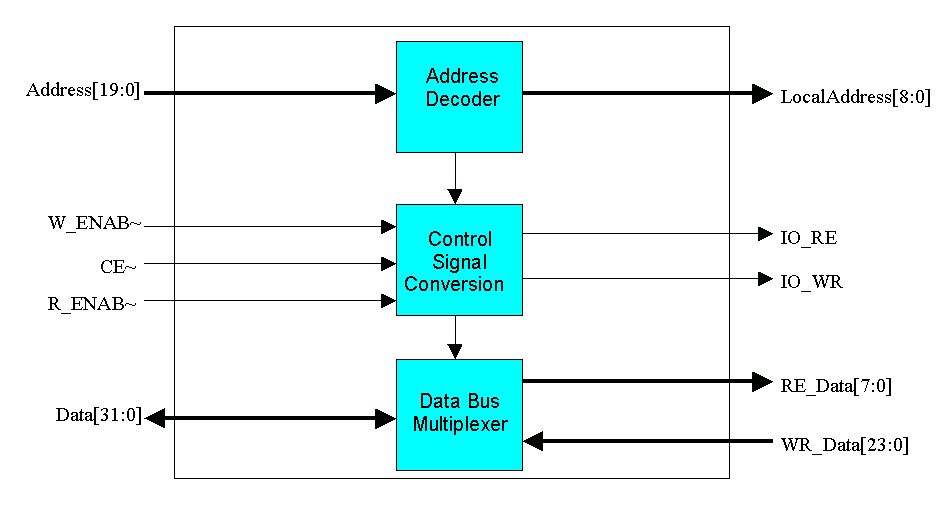 Address
Decoder
Address[19:0]
LocalAddress[8:0]
W_ENAB~
CE~
R_ENAB~
Control
Signal
Conversion
IO_RE
IO_WR
Data[31:0]
Data Bus
Multiplexer
RE_Data[7:0]
WR_Data[23:0]